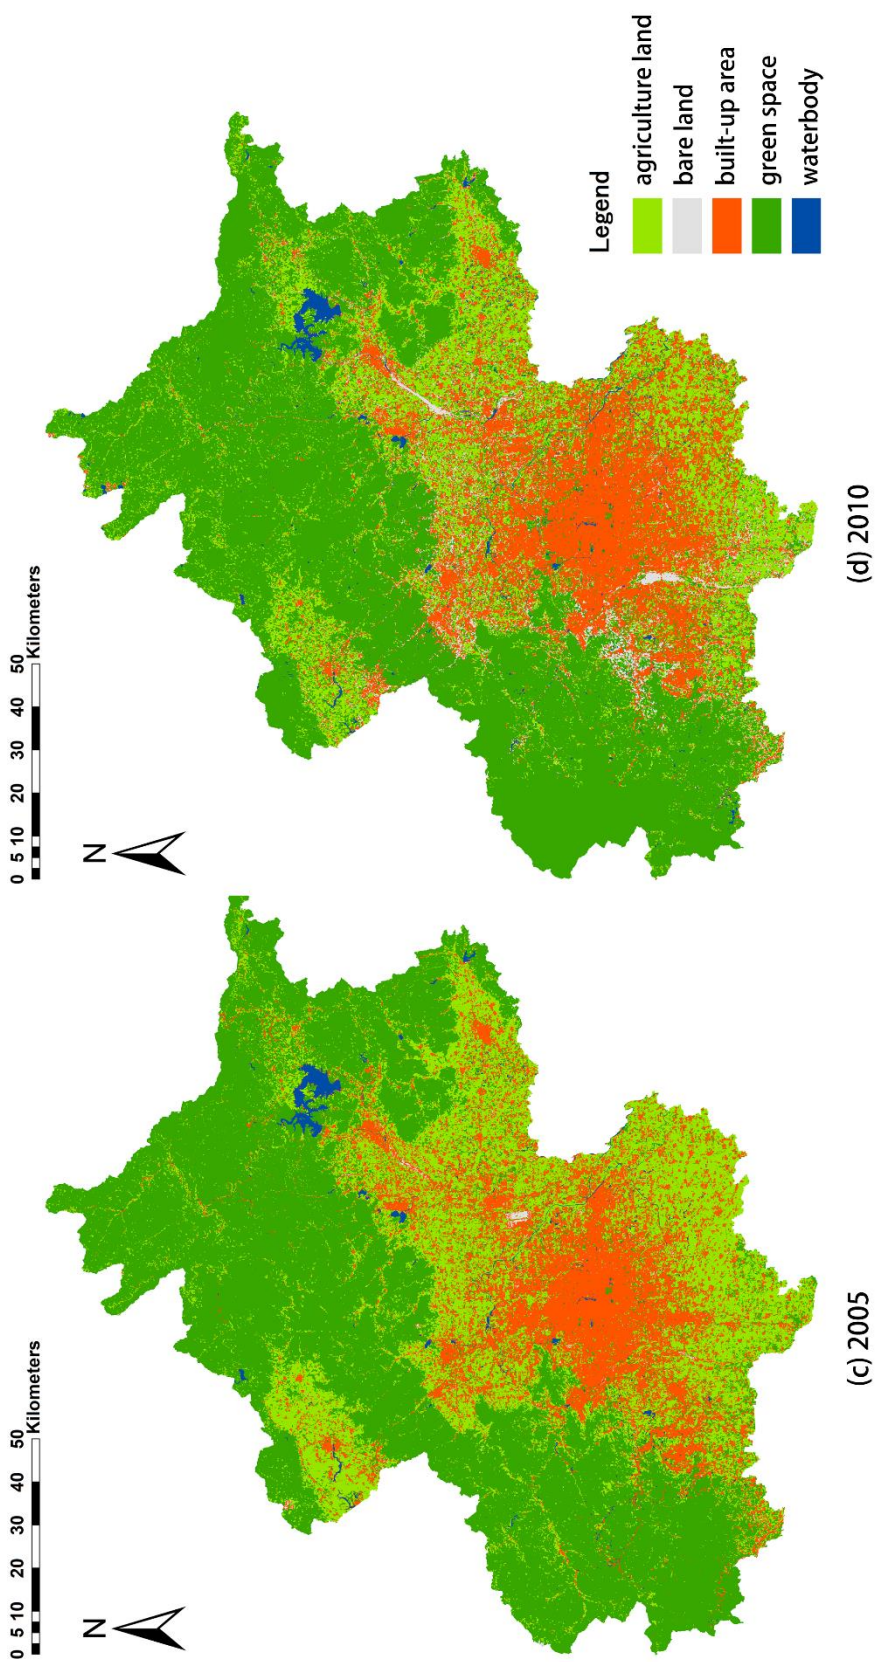 0 5 10 20 30 40 50
Kilometers
N
(c) 2005
0 5 10 20 30 40 50
Kilometers
N
(d) 2010
Legend
agriculture land
bare land
built-up area
green space
waterbody